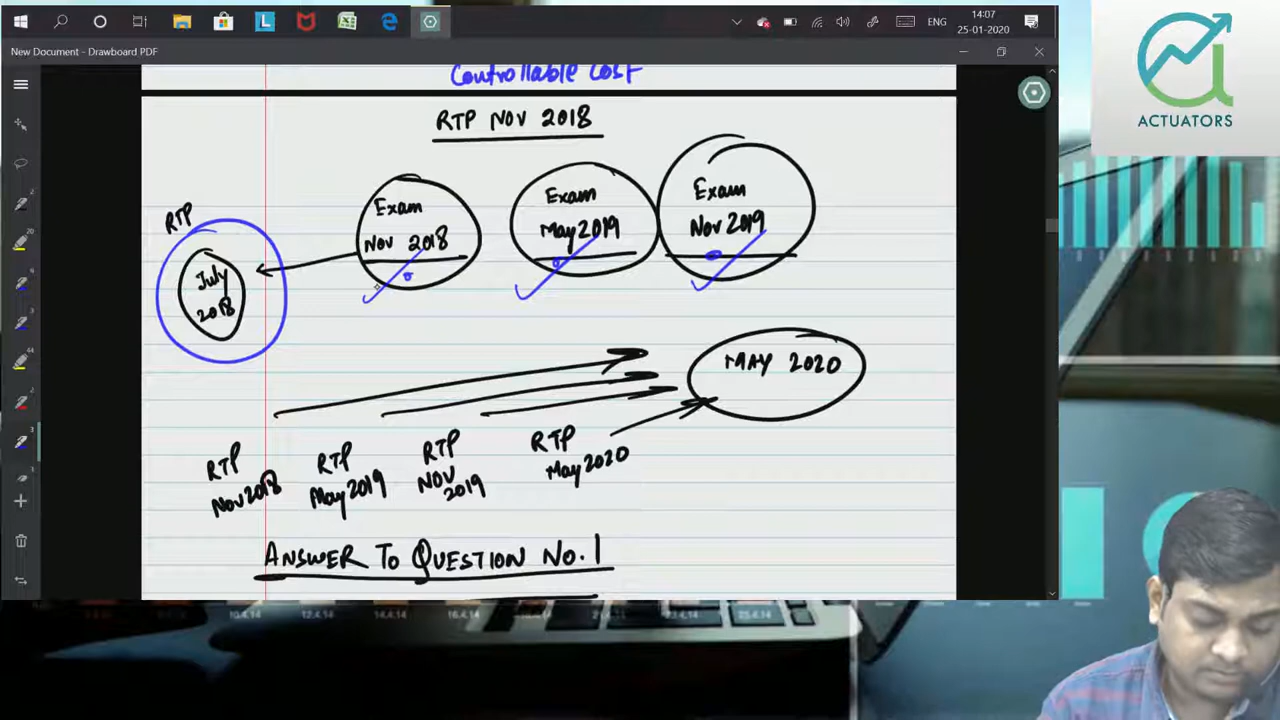 14:07
ENG
25-01-2020
New Document - Drawboard PDF
ACTUATORS
Controllable Cost
RTP NOV 2018
RTP
July
2018
Exam
Nov 2018
Exam
May 2019
Exam
Nov 2019
MAY 2020
RTP
Nov 2018
RTP
May 2019
RTP
NOV
2019
RTP
May 2020
ANSWER TO QUESTION NO. 1